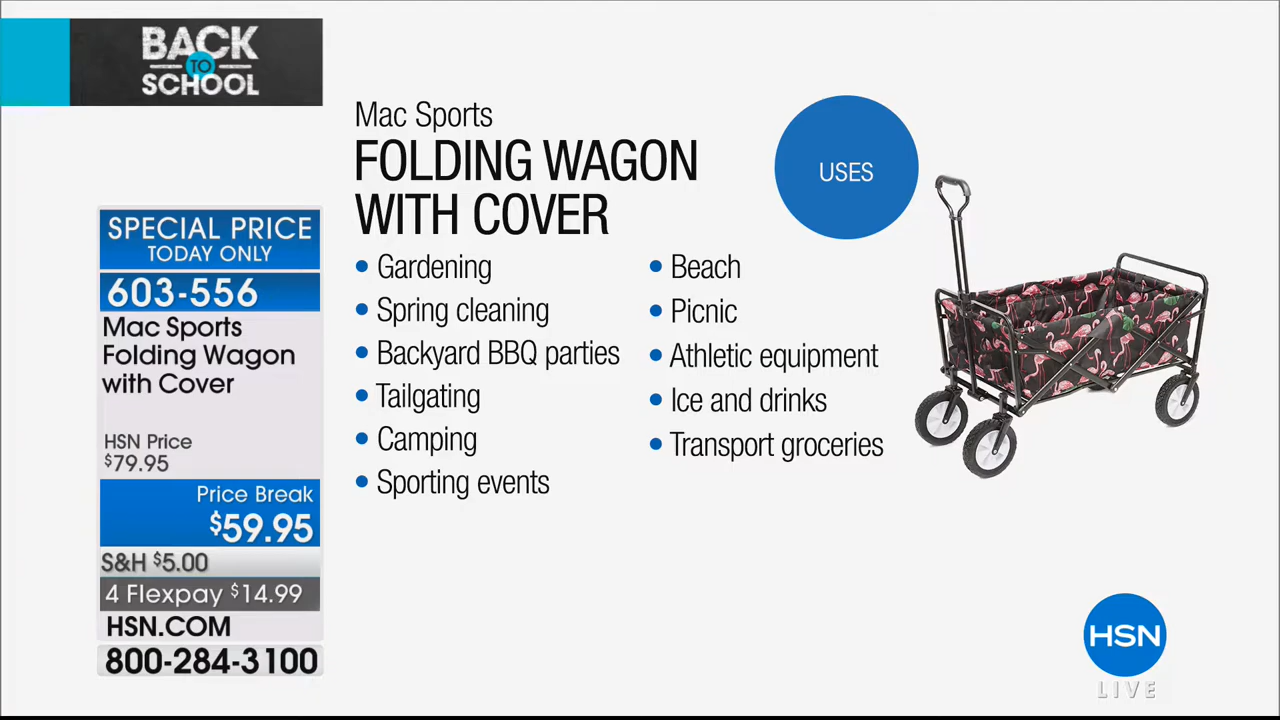 BACK
TO
SCHOOL
Mac Sports
FOLDING WAGON
WITH COVER
USES
• Gardening
• Spring cleaning
• Backyard BBQ parties
• Tailgating
• Camping
• Sporting events
• Beach
• Picnic
• Athletic equipment
• Ice and drinks
• Transport groceries
SPECIAL PRICE
TODAY ONLY
603-556
Mac Sports
Folding Wagon
with Cover
HSN Price
$79.95
Price Break
$59.95
S&H $5.00
4 Flexpay $14.99
HSN.COM
800-284-3100
HSN
LIVE